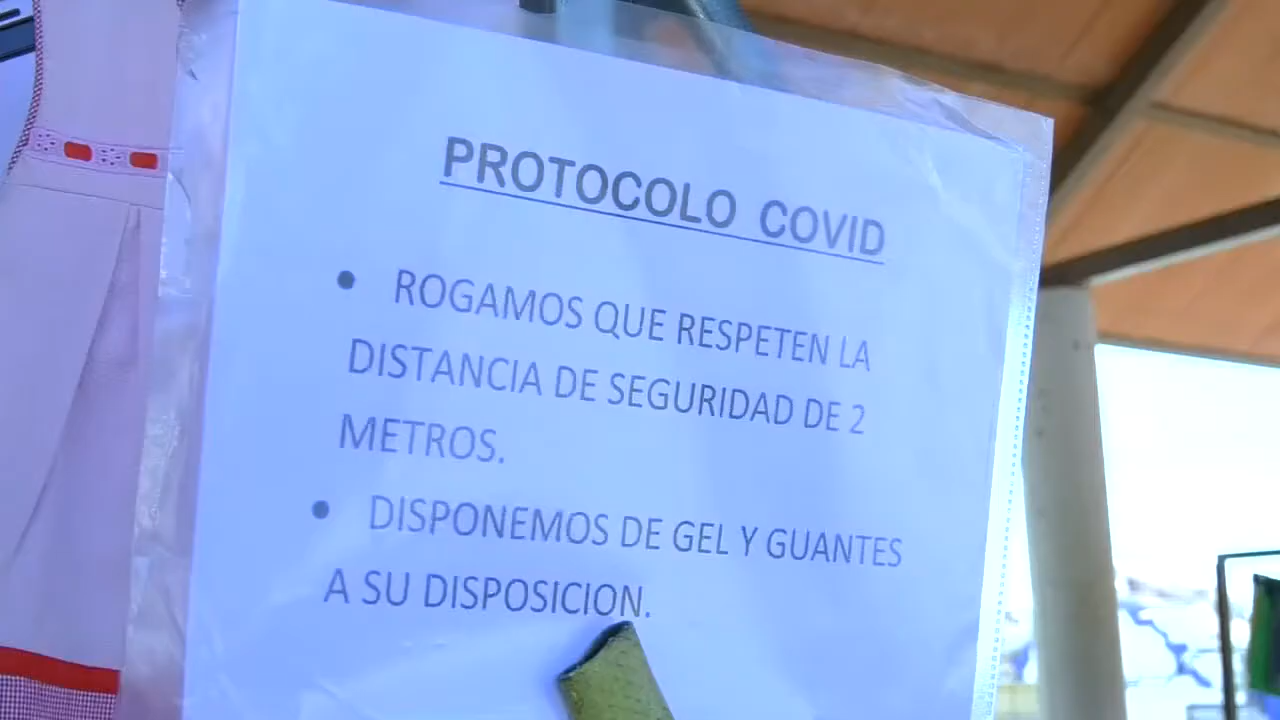 PROTOCOLO COVID
• ROGAMOS QUE RESPETEN LA
DISTANCIA DE SEGURIDAD DE 2
METROS.
• DISPONEMOS DE GEL Y GUANTES
A SU DISPOSICION.